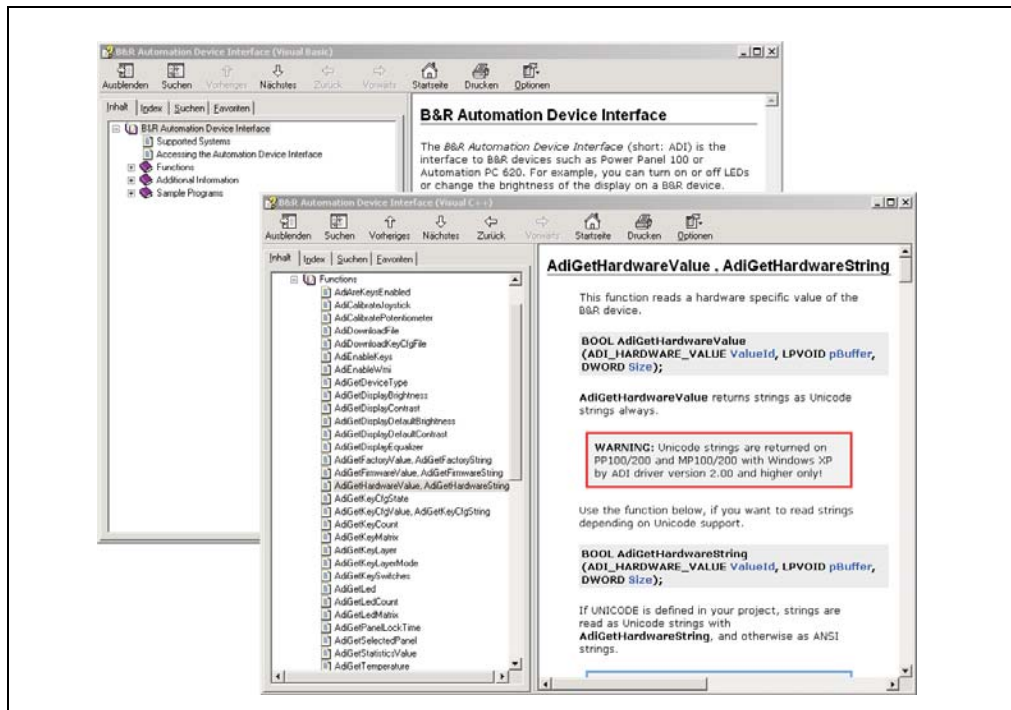 B&R Automation Device Interface (Visual Basic)
Ausblenden Suchen Vorheriges Nächstes Zurück Vorwärts Startseite Drucken Optionen
Inhalt Index Suchen Favoriten
B&R Automation Device Interface
Supported Systems
Accessing the Automation Device Interface
Functions
Additional Information
Sample Programs
B&R Automation Device Interface
The B&R Automation Device Interface (short: ADI) is the
interface to B&R devices such as Power Panel 100 or
Automation PC 620. For example, you can turn on or off LEDs
or change the brightness of the display on a B&R device.
B&R Automation Device Interface (Visual C++)
Ausblenden Suchen Vorheriges Nächstes Zurück Vorwärts Startseite Drucken Optionen
Inhalt Index Suchen Favoriten
Functions
AdiAreKeysEnabled
AdiCalibrateJoystick
AdiCalibratePotentiometer
AdiDownloadFile
AdiDownloadKeyCfgFile
AdiEnableKeys
AdiEnableWmi
AdiGetDeviceType
AdiGetDisplayBrightness
AdiGetDisplayContrast
AdiGetDisplayDefaultBrightness
AdiGetDisplayDefaultContrast
AdiGetDisplayEqualizer
AdiGetFactoryValue, AdiGetFactoryString
AdiGetFirmwareValue, AdiGetFirmwareString
AdiGetHardwareValue, AdiGetHardwareString
AdiGetKeyCfgState
AdiGetKeyCfgValue, AdiGetKeyCfgString
AdiGetKeyCount
AdiGetKeyMatrix
AdiGetKeyLayer
AdiGetKeyLayerMode
AdiGetKeySwitches
AdiGetLed
AdiGetLedCount
AdiGetLedMatrix
AdiGetPanelLockTime
AdiGetSelectedPanel
AdiGetStatisticsValue
AdiGetTemperature
AdiGetHardwareValue , AdiGetHardwareString
This function reads a hardware specific value of the
B&R device.
BOOL AdiGetHardwareValue
(ADI_HARDWARE_VALUE ValueId, LPVOID pBuffer,
DWORD Size);
AdiGetHardwareValue returns strings as Unicode
strings always.
WARNING: Unicode strings are returned on
PP100/200 and MP100/200 with Windows XP
by ADI driver version 2.00 and higher only!
Use the function below, if you want to read strings
depending on Unicode support.
BOOL AdiGetHardwareString
(ADI_HARDWARE_VALUE ValueId, LPVOID pBuffer,
DWORD Size);
If UNICODE is defined in your project, strings are
read as Unicode strings with
AdiGetHardwareString, and otherwise as ANSI
strings.